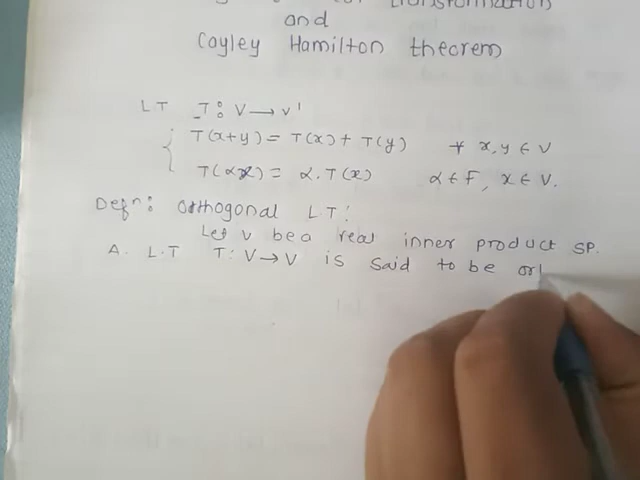 and
Cayley Hamilton theorem
LT T: V → V'
T(x+y) = T(x) + T(y) ∀ x, y ∈ V
T(αx) = α. T(x) α ∈ F, x ∈ V.
Defn: Orthogonal L T:
Let V be a real inner product sp.
A. L.T T: V → V is said to be or